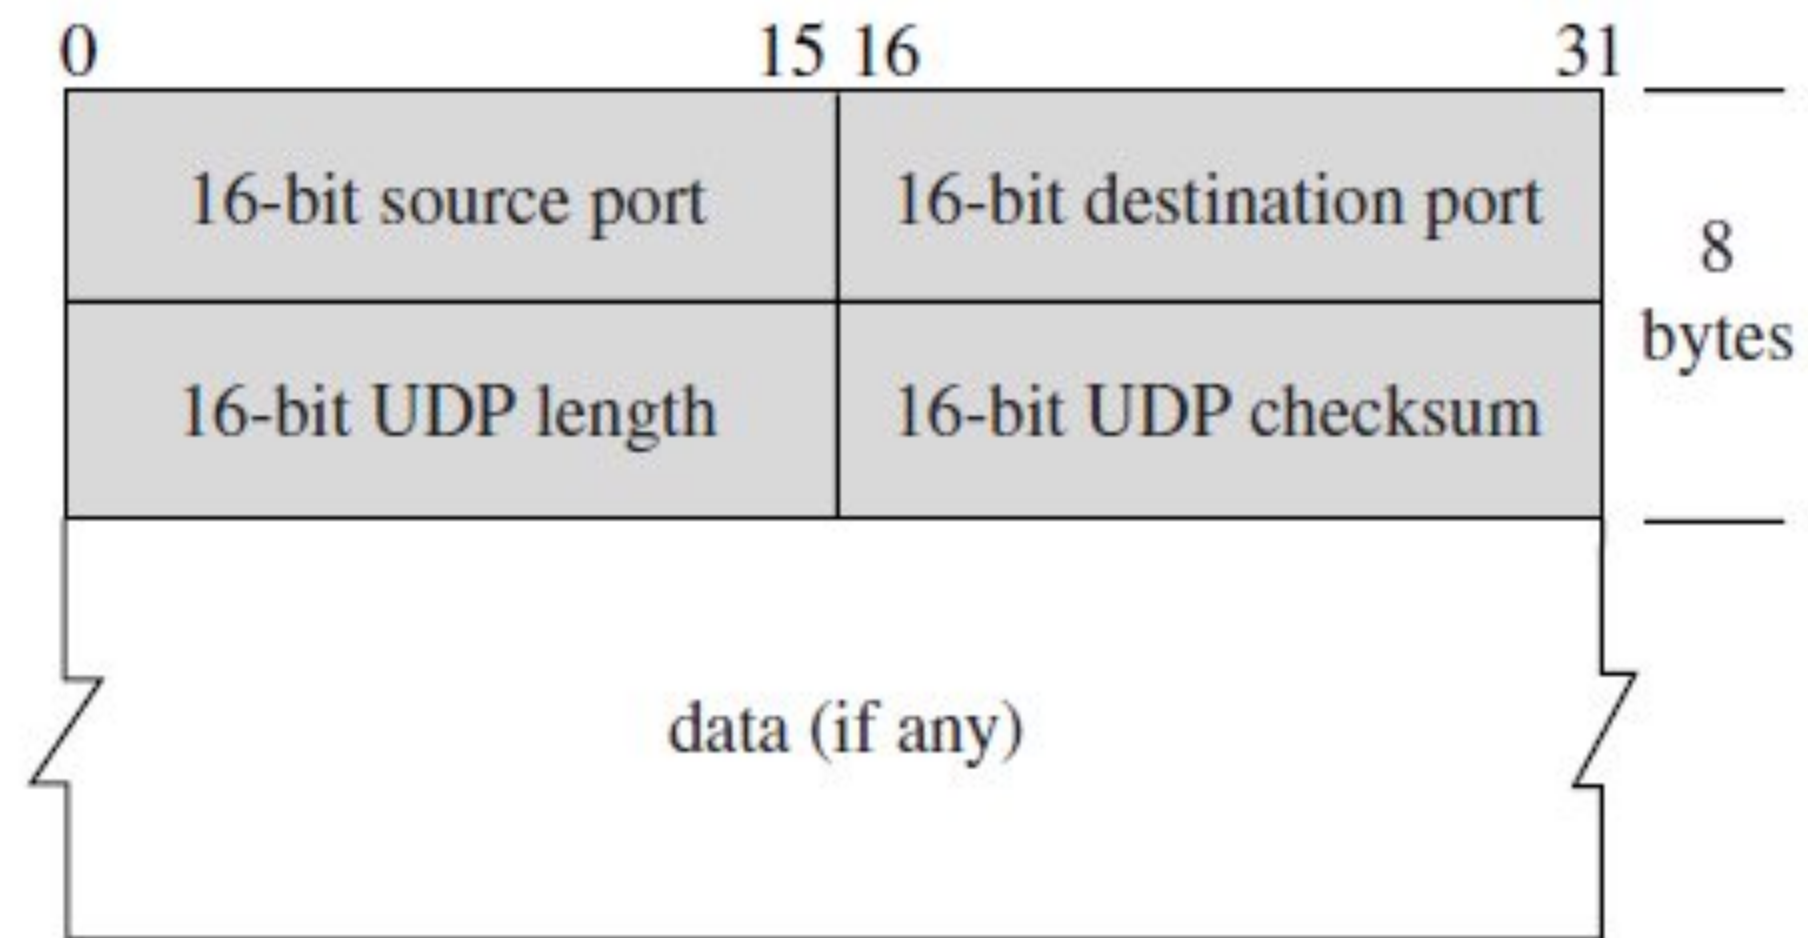 0 15 16 31
16-bit source port 16-bit destination port
8
bytes
16-bit UDP length 16-bit UDP checksum
data (if any)